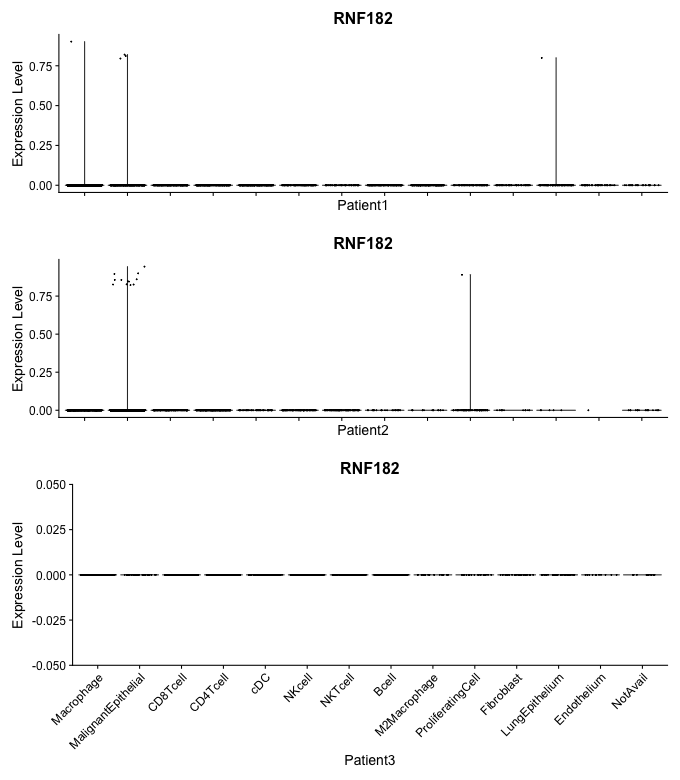 RNF182
Expression Level
0.75
0.50
0.25
0.00
Patient1
RNF182
Expression Level
0.75
0.50
0.25
0.00
Patient2
RNF182
Expression Level
0.050
0.025
0.000
-0.025
-0.050
Macrophage
MalignantEpithelial
CD8Tcell
CD4Tcell
cDC
NKcell
NKTcell
Bcell
M2Macrophage
ProliferatingCell
Fibroblast
LungEpithelium
Endothelium
NotAvail
Patient3